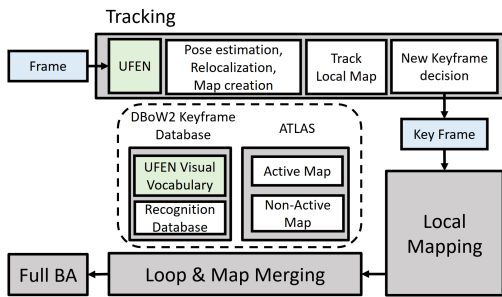 Tracking
Frame
UFEN
Pose estimation,
Relocalization,
Map creation
Track
Local Map
New Keyframe
decision
DBoW2 Keyframe
Database
ATLAS
Key Frame
UFEN Visual
Vocabulary
Recognition
Database
Active Map
Non-Active
Map
Local
Mapping
Full BA
Loop & Map Merging